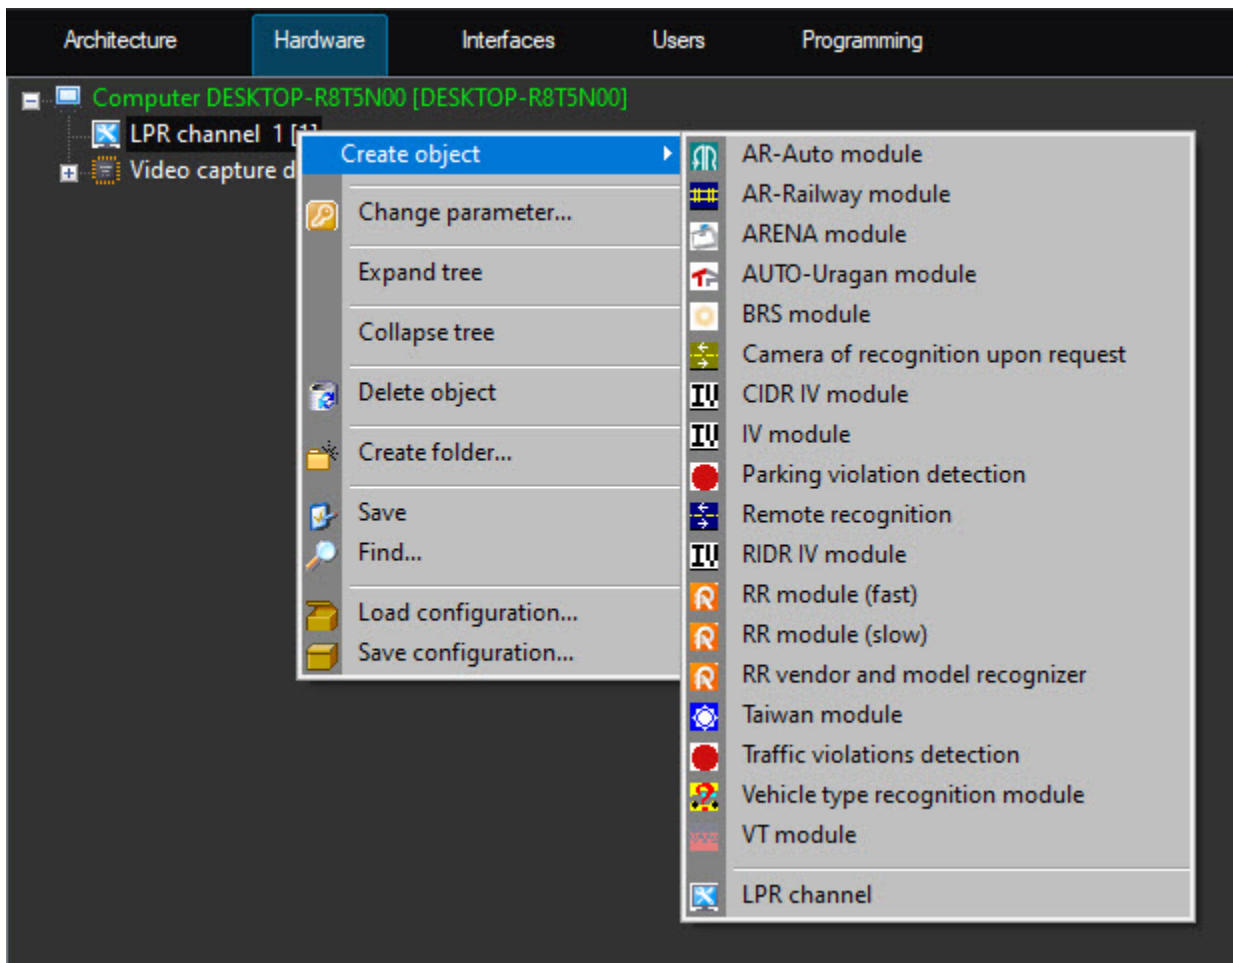 Architecture
Hardware
Interfaces
Users
Programming
Computer DESKTOP-R8T5N00 [DESKTOP-R8T5N00]
LPR channel 1 [1]
Video capture d
Create object
Change parameter...
Expand tree
Collapse tree
Delete object
Create folder...
Save
Find...
Load configuration...
Save configuration...
AR-Auto module
AR-Railway module
ARENA module
AUTO-Uragan module
BRS module
Camera of recognition upon request
CIDR IV module
IV module
Parking violation detection
Remote recognition
RIDR IV module
RR module (fast)
RR module (slow)
RR vendor and model recognizer
Taiwan module
Traffic violations detection
Vehicle type recognition module
VT module
LPR channel